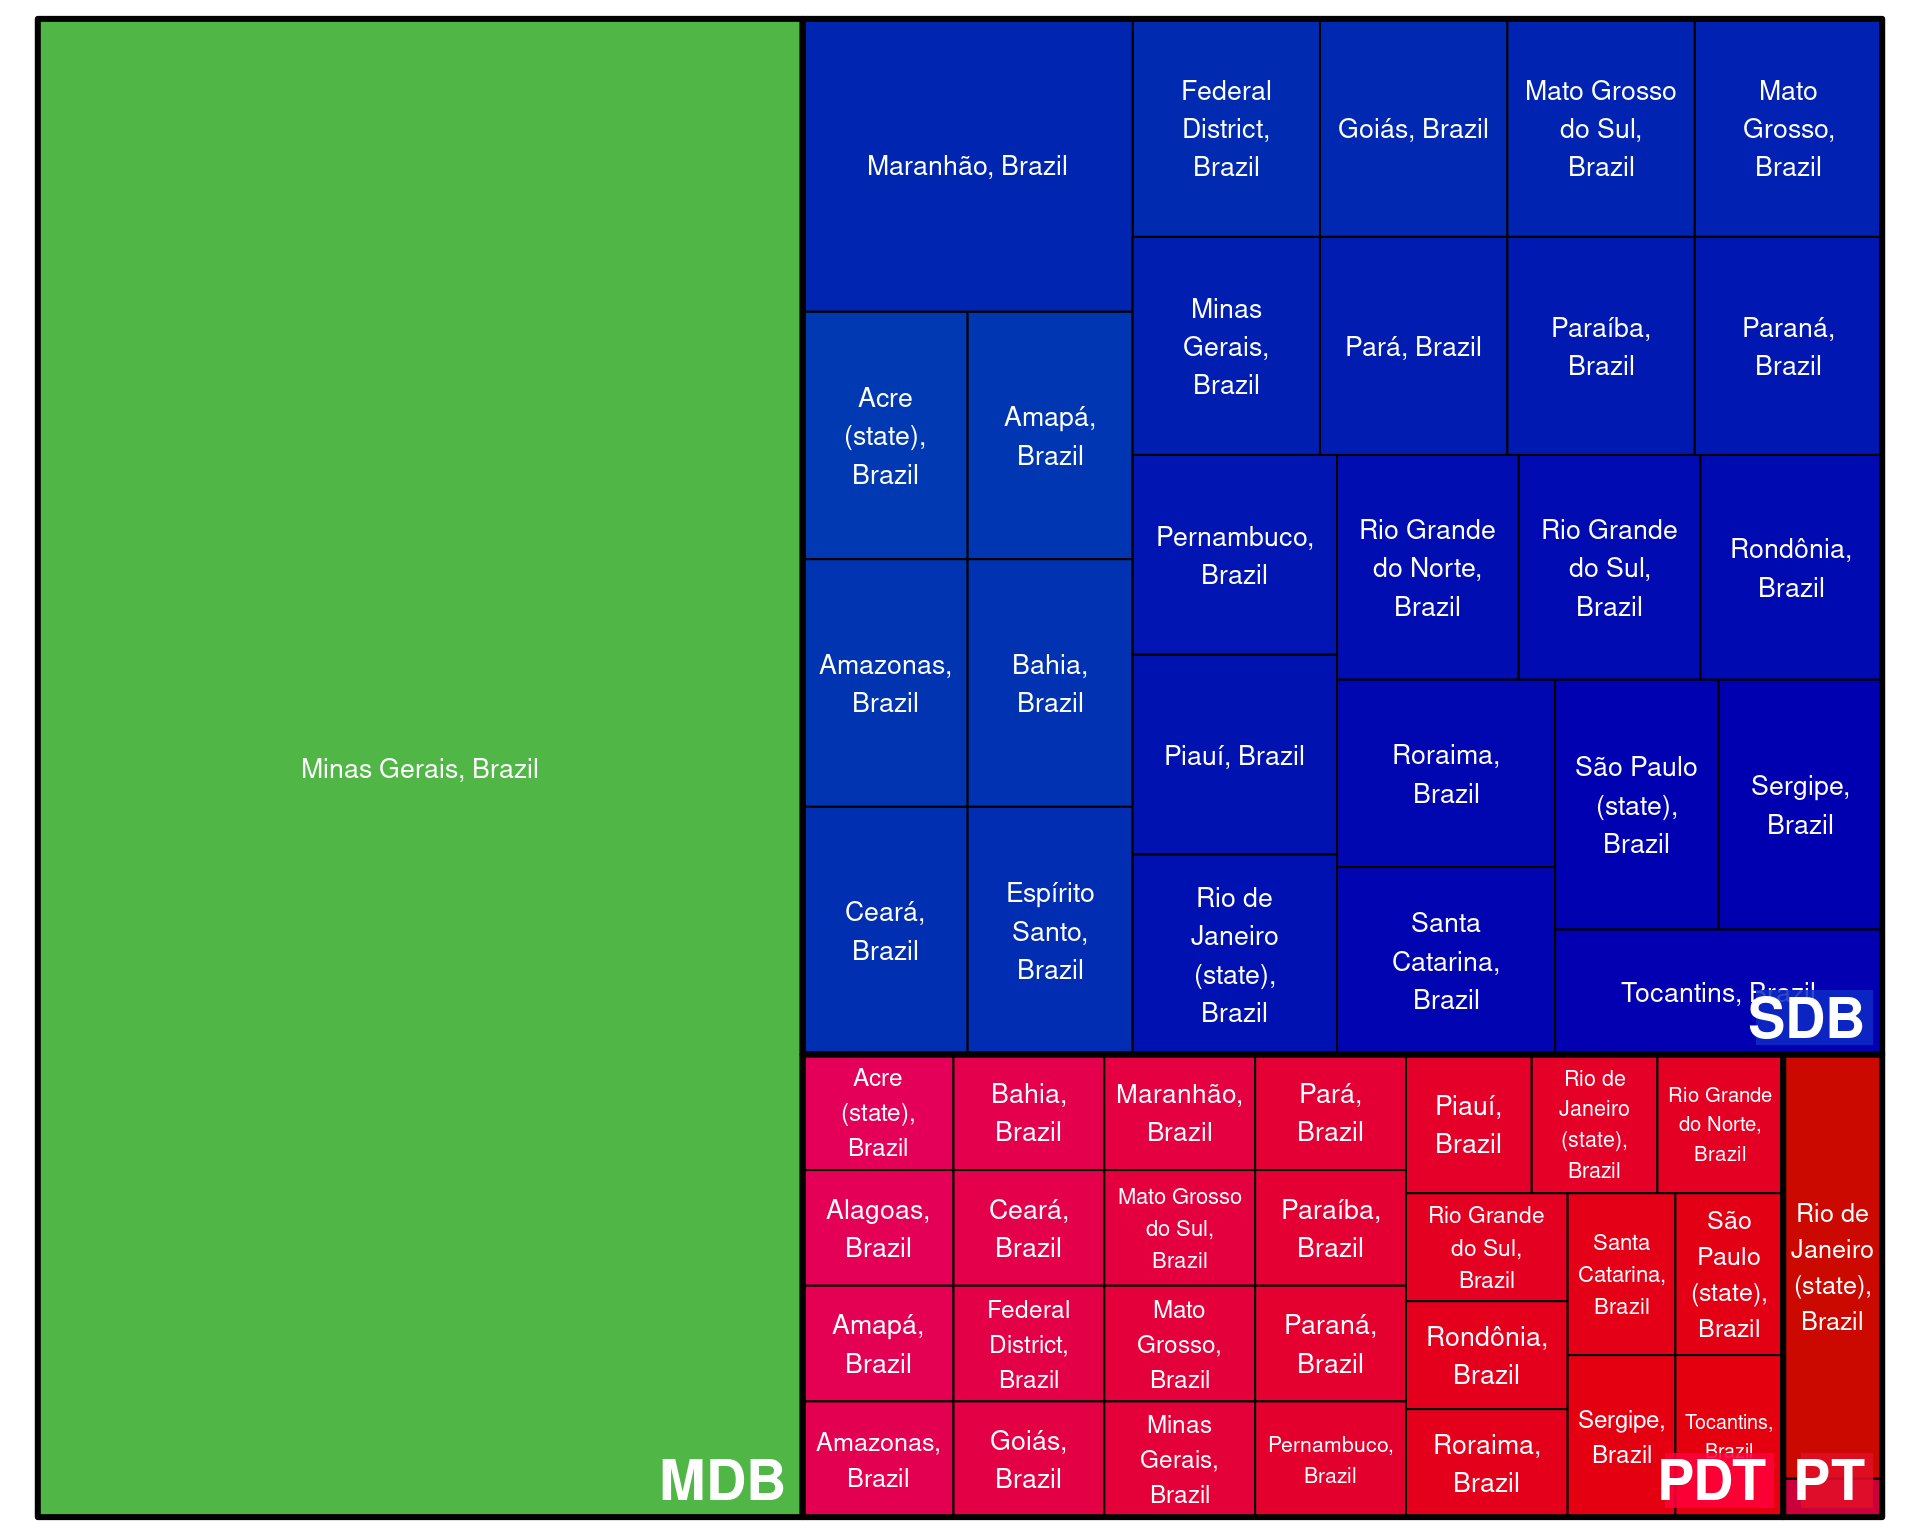 Minas Gerais, Brazil
MDB
Maranhão, Brazil
Federal
District,
Brazil
Goiás, Brazil
Mato Grosso
do Sul,
Brazil
Mato
Grosso,
Brazil
Minas
Gerais,
Brazil
Pará, Brazil
Paraíba,
Brazil
Paraná,
Brazil
Acre
(state),
Brazil
Amapá,
Brazil
Amazonas,
Brazil
Bahia,
Brazil
Ceará,
Brazil
Espírito
Santo,
Brazil
Pernambuco,
Brazil
Rio Grande
do Norte,
Brazil
Rio Grande
do Sul,
Brazil
Rondônia,
Brazil
Piauí, Brazil
Roraima,
Brazil
São Paulo
(state),
Brazil
Sergipe,
Brazil
Rio de
Janeiro
(state),
Brazil
Santa
Catarina,
Brazil
Tocantins, Brazil
SDB
Acre
(state),
Brazil
Bahia,
Brazil
Maranhão,
Brazil
Pará,
Brazil
Piauí,
Brazil
Rio de
Janeiro
(state),
Brazil
Rio Grande
do Norte,
Brazil
Alagoas,
Brazil
Ceará,
Brazil
Mato Grosso
do Sul,
Brazil
Paraíba,
Brazil
Rio Grande
do Sul,
Brazil
Santa
Catarina,
Brazil
São
Paulo
(state),
Brazil
Amapá,
Brazil
Federal
District,
Brazil
Mato
Grosso,
Brazil
Paraná,
Brazil
Rondônia,
Brazil
Amazonas,
Brazil
Goiás,
Brazil
Minas
Gerais,
Brazil
Pernambuco,
Brazil
Roraima,
Brazil
Sergipe,
Brazil
Tocantins,
Brazil
PDT
Rio de
Janeiro
(state),
Brazil
PT